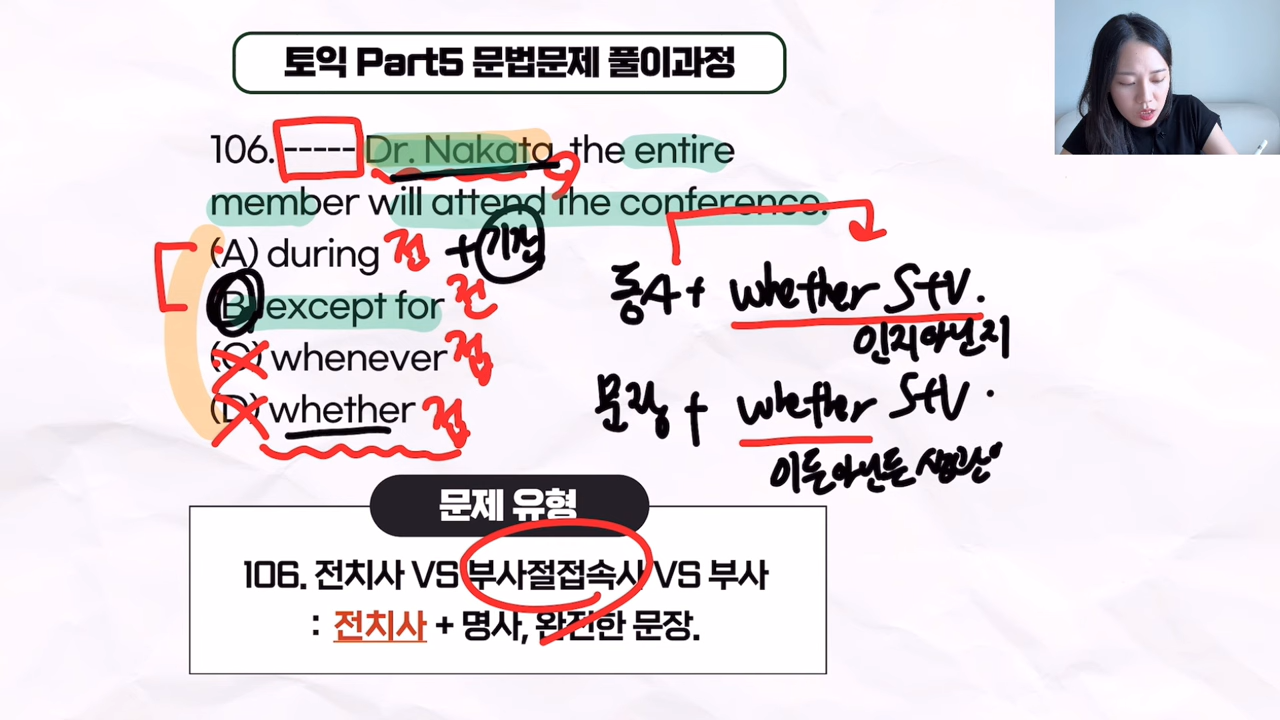 토익 Part5 문법문제 풀이과정
106. ----- Dr. Nakata, the entire
member will attend the conference.
(A) during 전 + 기간
(B) except for 전
(C) whenever 접
(D) whether 접
동사 + whether S+V.
인지아닌지
문장 + whether S+V.
이든아닌든 상관
문제 유형
106. 전치사 VS 부사절접속사 VS 부사
: 전치사 + 명사, 완전한 문장.